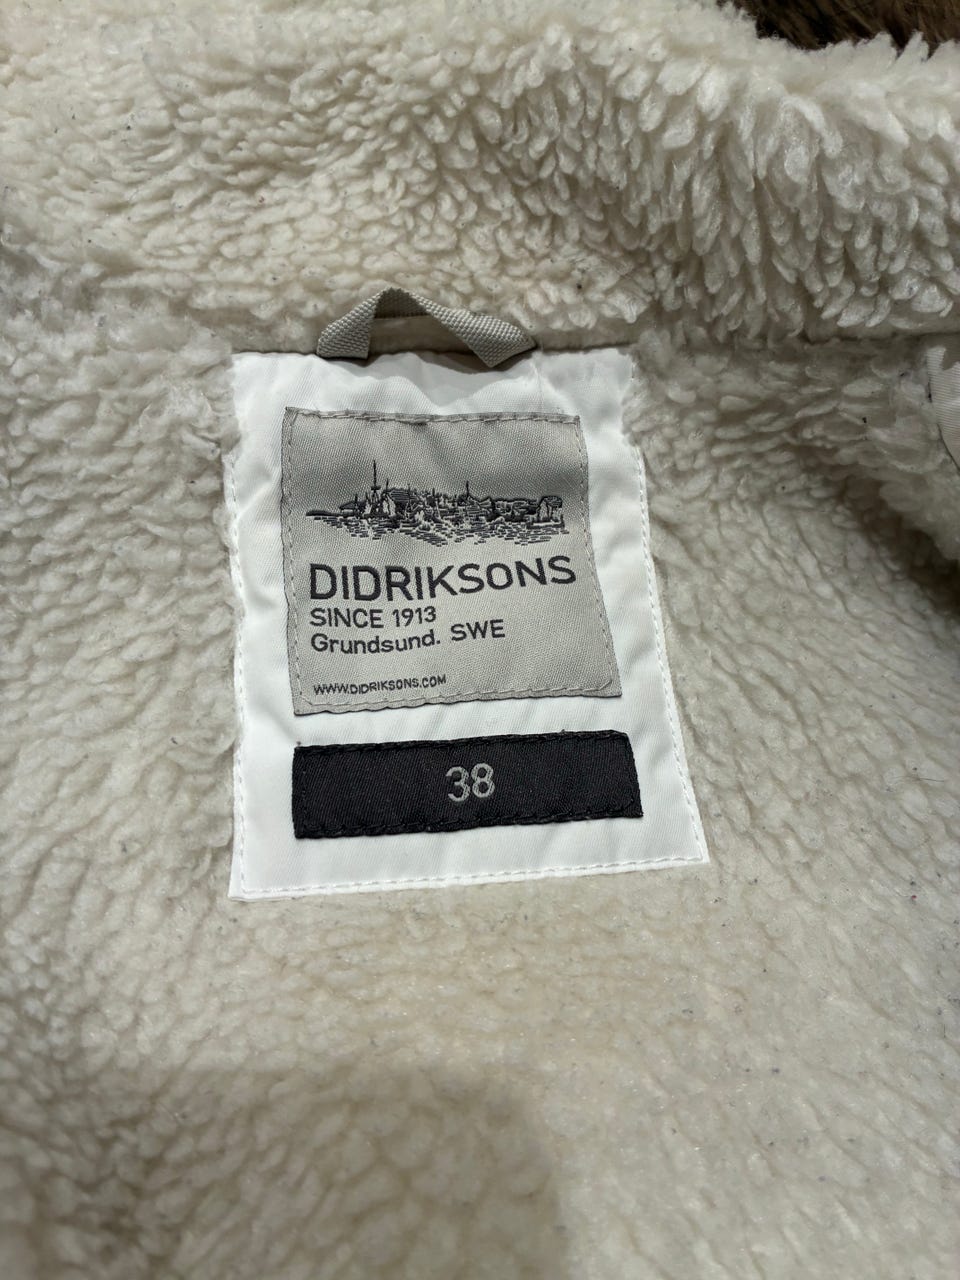 DIDRIKSONS
SINCE 1913
Grundsund. SWE
WWW.DIDRIKSONS.COM
38